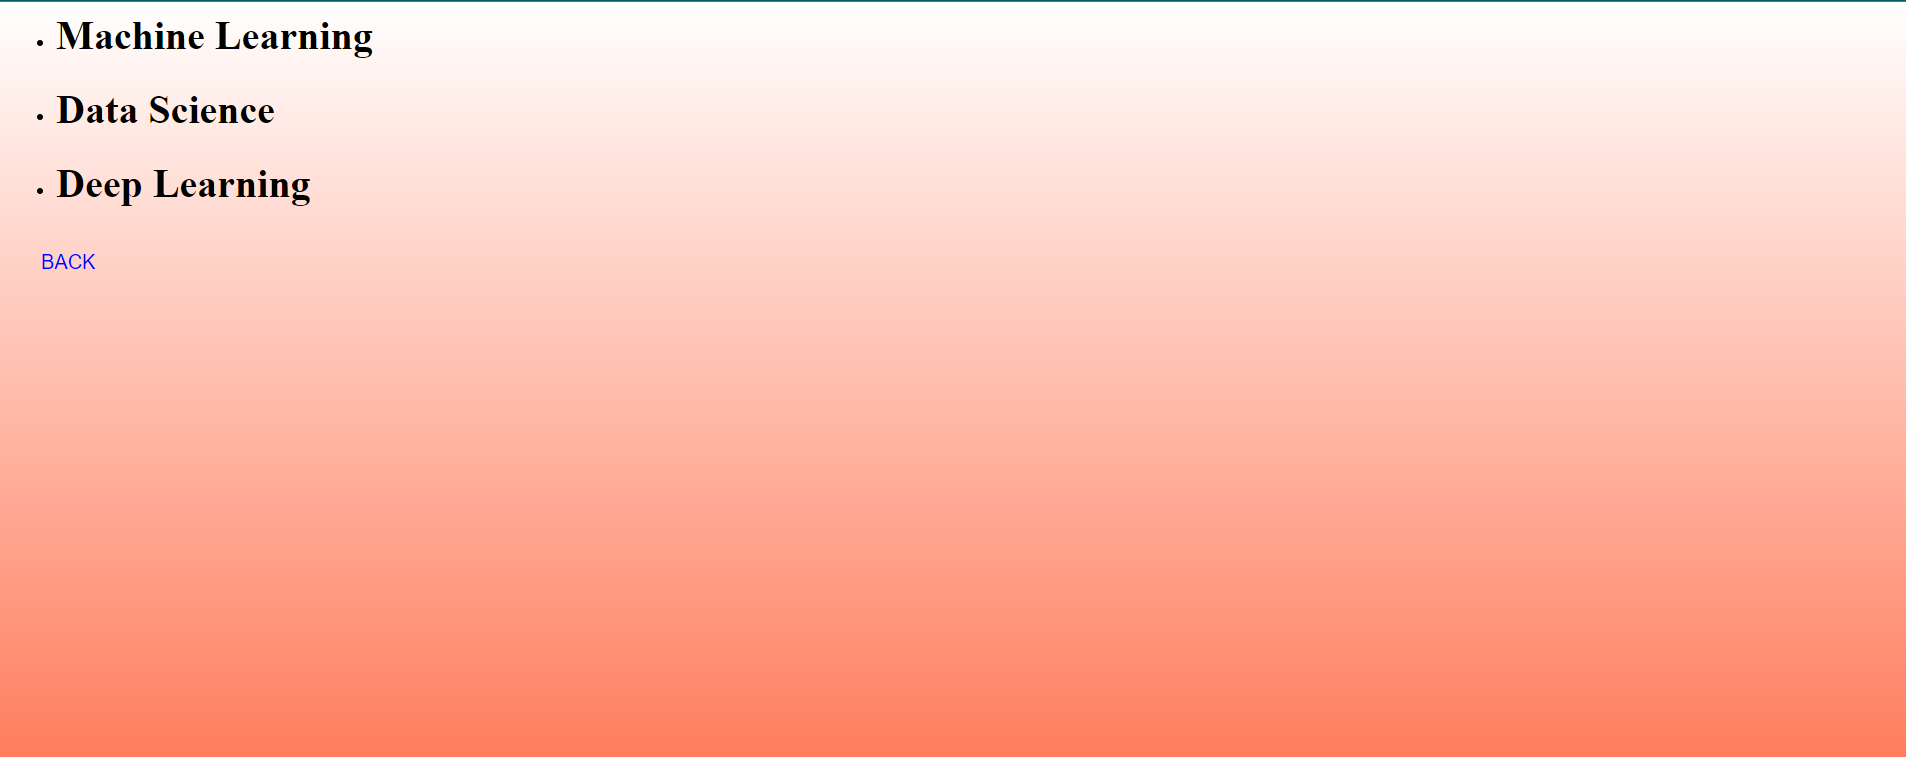 Machine Learning
Data Science
Deep Learning
BACK